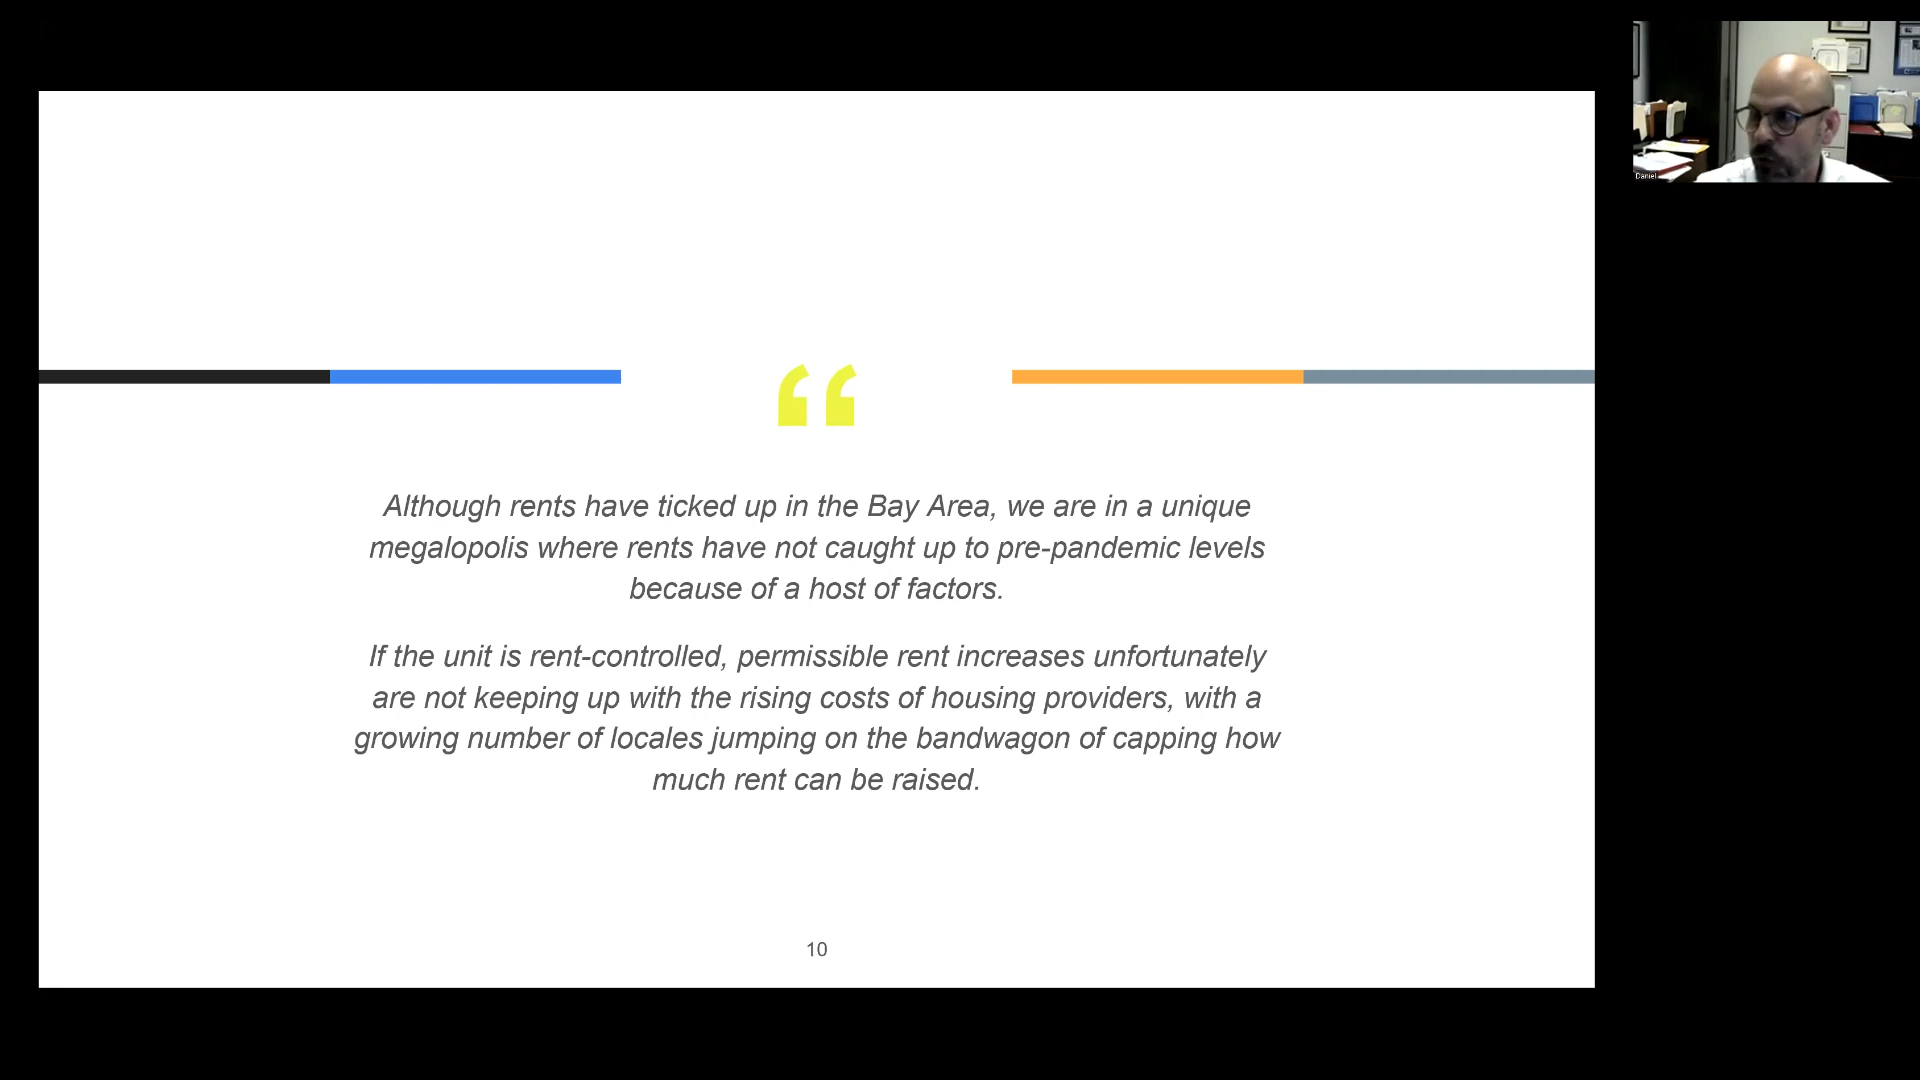 “
Although rents have ticked up in the Bay Area, we are in a unique
megalopolis where rents have not caught up to pre-pandemic levels
because of a host of factors.
If the unit is rent-controlled, permissible rent increases unfortunately
are not keeping up with the rising costs of housing providers, with a
growing number of locales jumping on the bandwagon of capping how
much rent can be raised.
10
Daniel